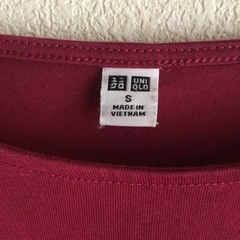 ユニ UNI
クロ QLO
S
MADE IN
VIETNAM